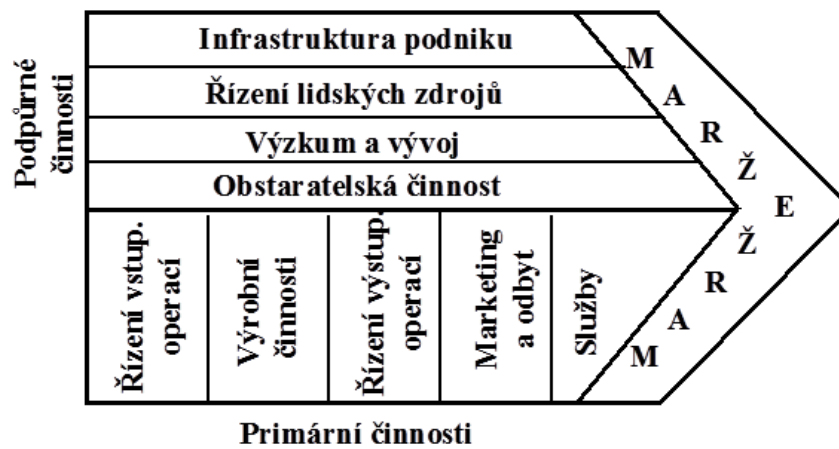 Podpůrné
činnosti
Infrastruktura podniku
Řízení lidských zdrojů
Výzkum a vývoj
Obstaratelská činnost
Řízení vstup.
operací
Výrobní
činnosti
Řízení výstup.
operací
Marketing
a odbyt
Služby
M
A
R
Ž
E
Ž
R
A
M
Primární činnosti